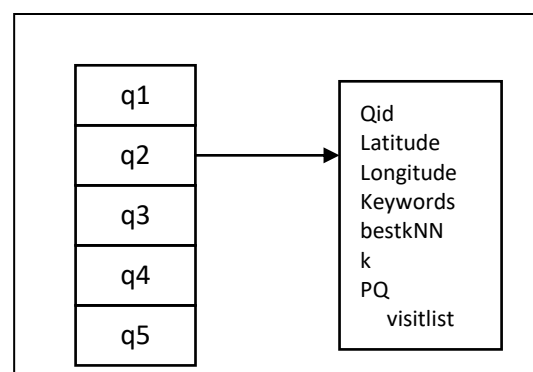 q1
q2
q3
q4
q5
Qid
Latitude
Longitude
Keywords
bestkNN
k
PQ
visitlist